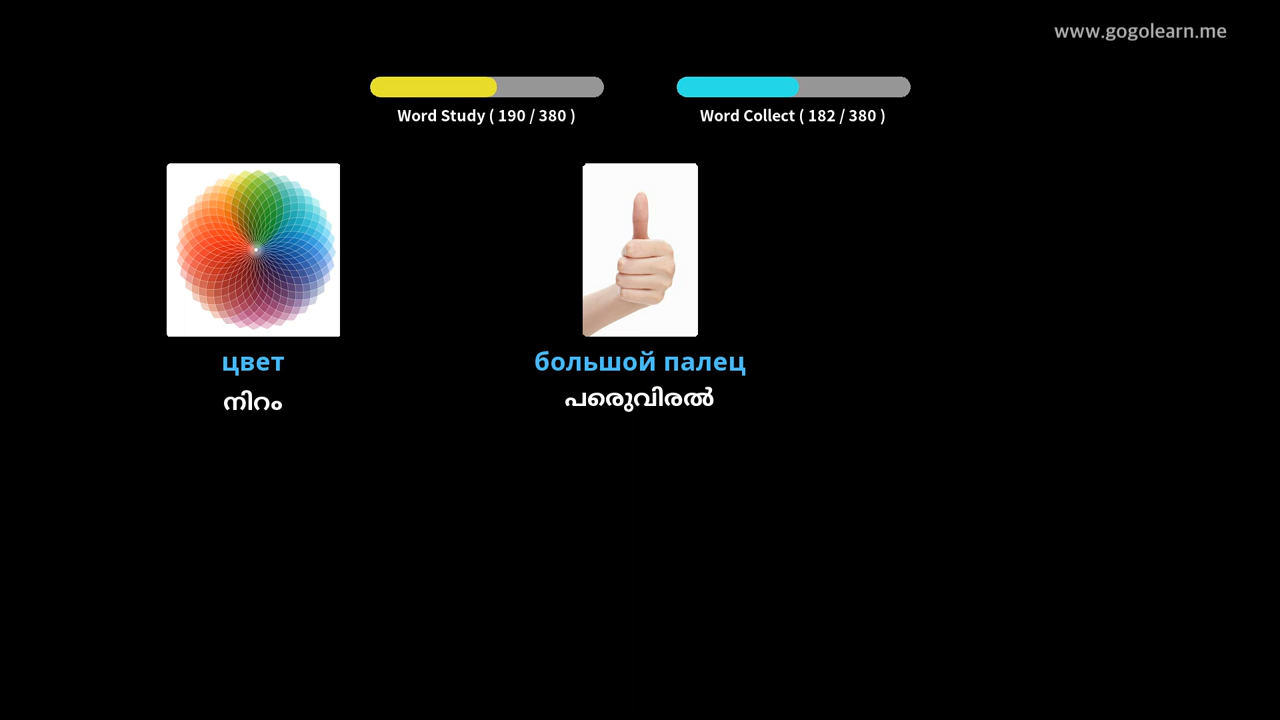 www.gogolearn.me
Word Study ( 190 / 380 )
Word Collect ( 182 / 380 )
цвет
നിറം
большой палец
പെരുവിരൽ